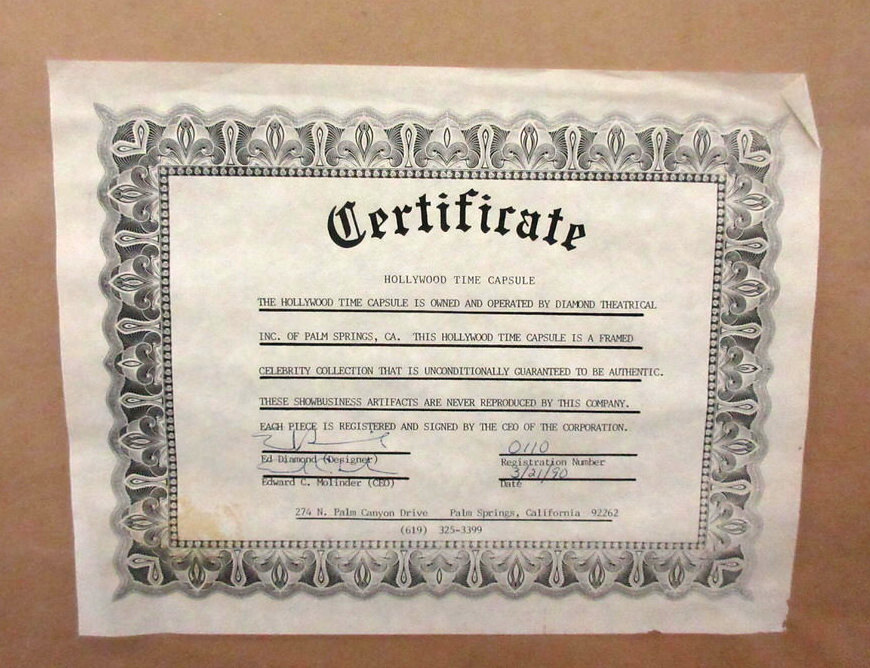 Certificate
HOLLYWOOD TIME CAPSULE
THE HOLLYWOOD TIME CAPSULE IS OWNED AND OPERATED BY DIAMOND THEATRICAL
INC. OF PALM SPRINGS, CA. THIS HOLLYWOOD TIME CAPSULE IS A FRAMED
CELEBRITY COLLECTION THAT IS UNCONDITIONALLY GUARANTEED TO BE AUTHENTIC.
THESE SHOWBUSINESS ARTIFACTS ARE NEVER REPRODUCED BY THIS COMPANY.
EACH PIECE IS REGISTERED AND SIGNED BY THE CEO OF THE CORPORATION.
0110
Ed Diamond (Designer) Registration Number
3/21/90
Edward C. Molinder (CEO) Date
274 N. Palm Canyon Drive Palm Springs, California 92262
(619) 325-3399